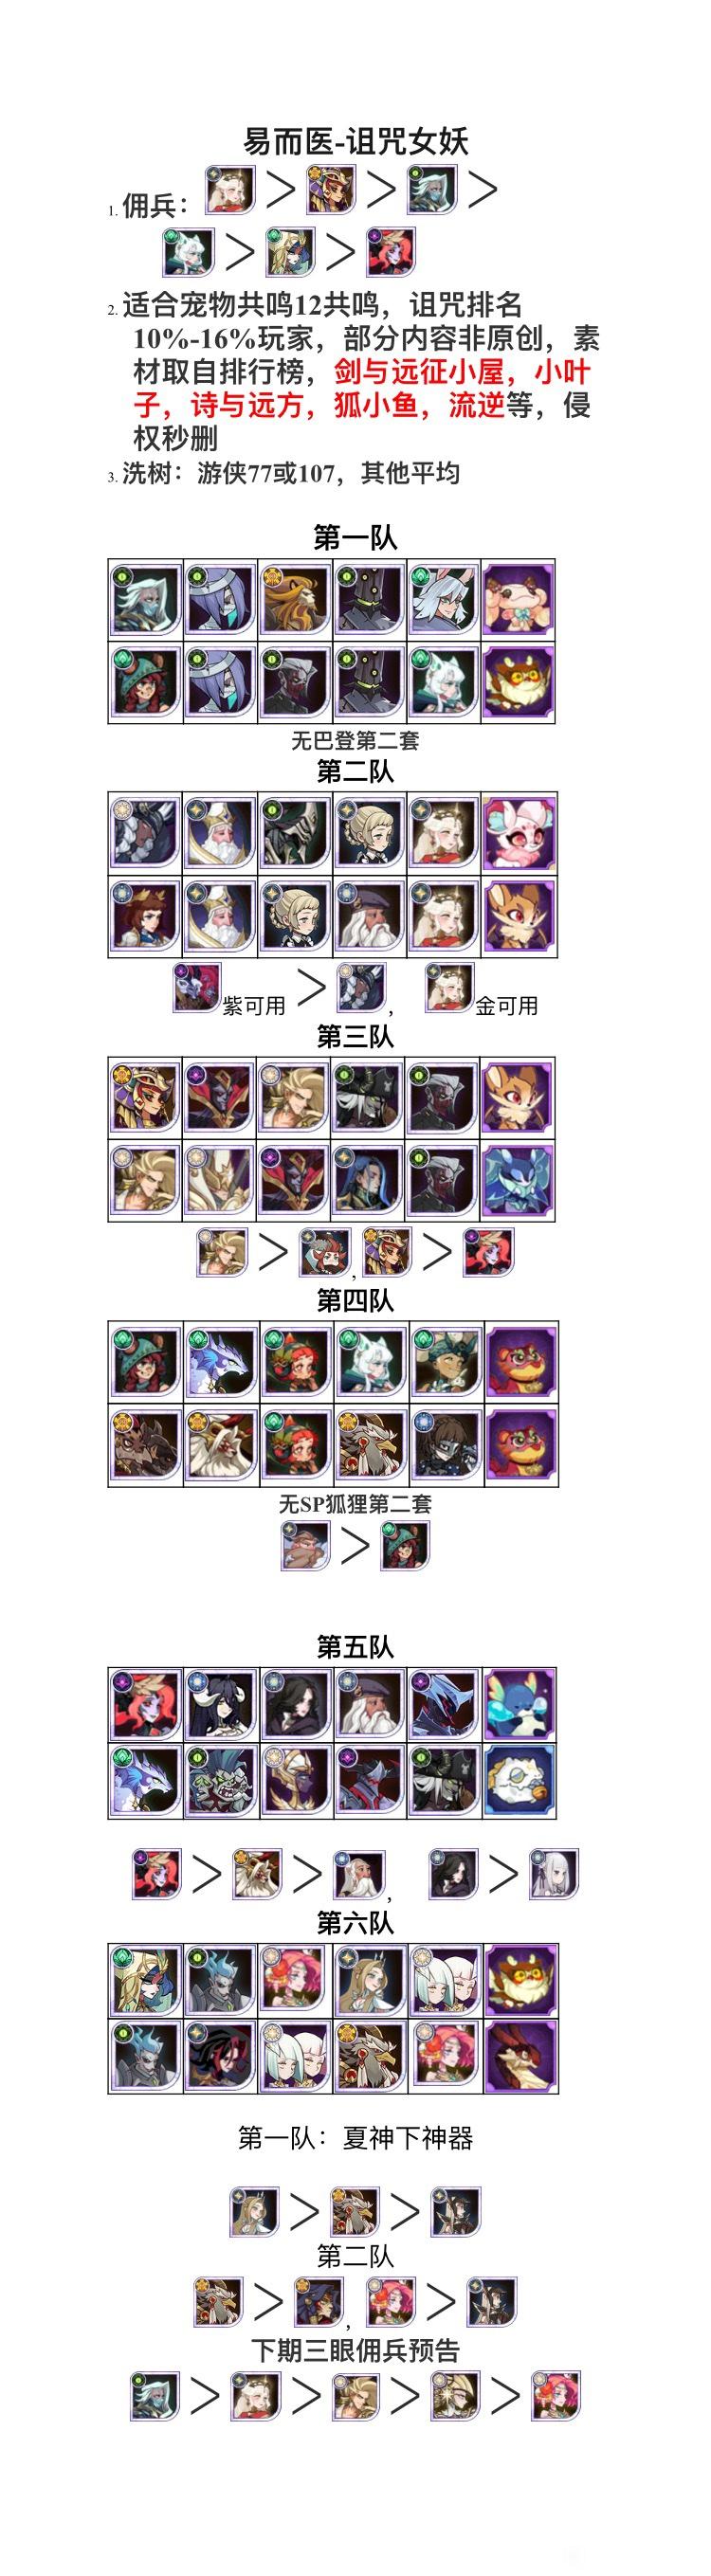 易而医-诅咒女妖
1. 佣兵： > > >
> >
2. 适合宠物共鸣12共鸣，诅咒排名
10%-16%玩家，部分内容非原创，素
材取自排行榜，剑与远征小屋，小叶
子，诗与远方，狐小鱼，流逆等，侵
权秒删
3. 洗树：游侠77或107，其他平均
第一队
无巴登第二套
第二队
紫可用 > ， 金可用
第三队
> ， >
第四队
无SP狐狸第二套
>
第五队
> > ， >
第六队
第一队：夏神下神器
> >
第二队
> ， >
下期三眼佣兵预告
> > > >